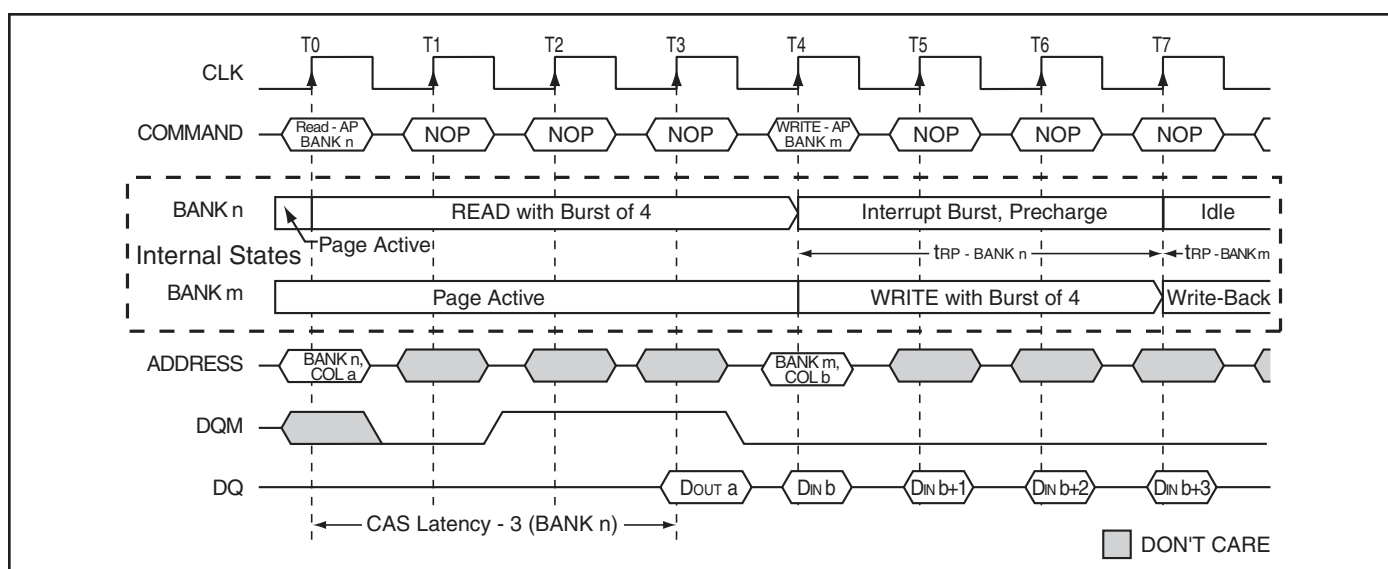 T0 T1 T2 T3 T4 T5 T6 T7
CLK
COMMAND Read - AP BANK n NOP NOP NOP WRITE - AP BANK m NOP NOP NOP
BANK n READ with Burst of 4 Interrupt Burst, Precharge Idle
Page Active tRP - BANK n tRP - BANK m
Internal States
BANK m Page Active WRITE with Burst of 4 Write-Back
ADDRESS BANK n, COL a BANK m, COL b
DQM
DQ DOUT a DIN b DIN b+1 DIN b+2 DIN b+3
CAS Latency - 3 (BANK n)
DON'T CARE